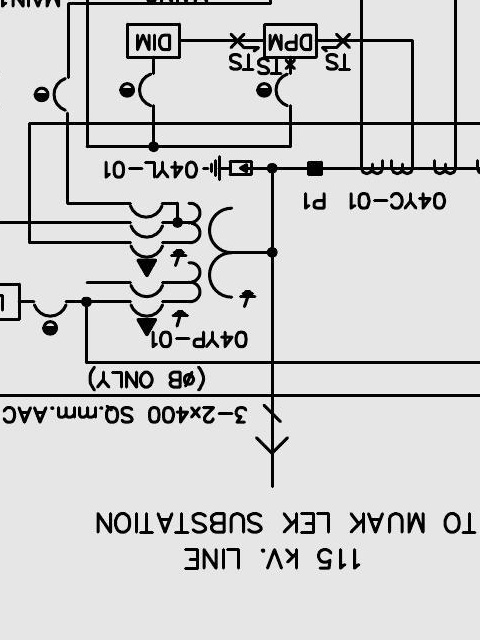 115 kV. LINE
TO MUAK LEK SUBSTATION
3-2x400 SQ.mm.AAC
(øB ONLY)
04YP-01
04YC-01
P1
04YL-01
TS
TS
TS
DPM
DIM